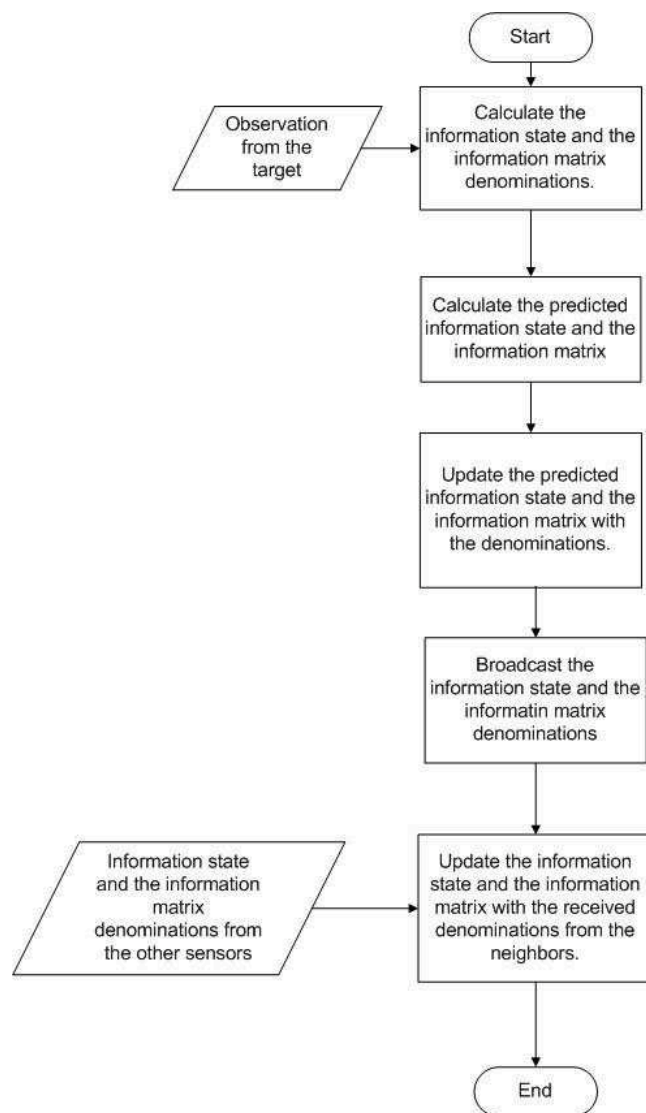 Start
Observation
from the
target
Calculate the
information state and the
information matrix
denominations.
Calculate the predicted
information state and the
information matrix
Update the predicted
information state and the
information matrix with
the denominations.
Broadcast the
information state and the
informatin matrix
denominations
Information state
and the information
matrix
denominations from
the other sensors
Update the information
state and the information
matrix with the received
denominations from the
neighbors.
End